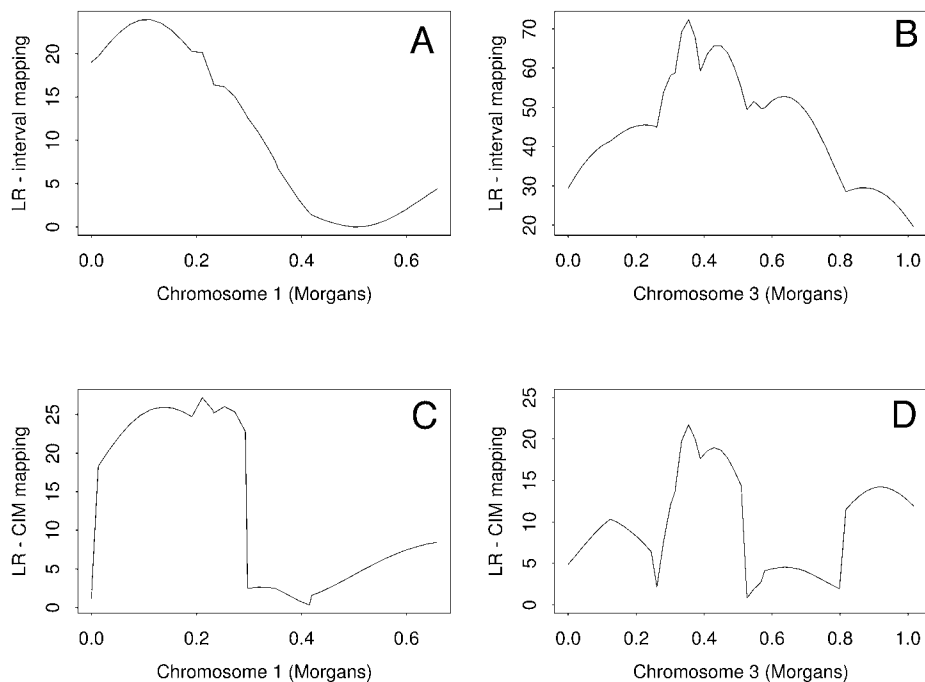 A
LR - interval mapping
20
15
10
5
0
0.0 0.2 0.4 0.6
Chromosome 1 (Morgans)
B
LR - interval mapping
70
60
50
40
30
20
0.0 0.2 0.4 0.6 0.8 1.0
Chromosome 3 (Morgans)
C
LR - CIM mapping
25
20
15
10
5
0
0.0 0.2 0.4 0.6
Chromosome 1 (Morgans)
D
LR - CIM mapping
25
20
15
10
5
0
0.0 0.2 0.4 0.6 0.8 1.0
Chromosome 3 (Morgans)